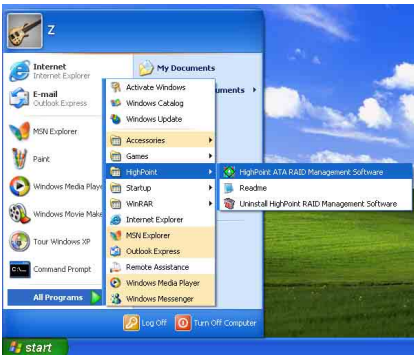 Z
Internet
Internet Explorer
E-mail
Outlook Express
MSN Explorer
Paint
Windows Media Playe
Windows Movie Make
Tour Windows XP
Command Prompt
All Programs
My Documents
uments
Activate Windows
Windows Catalog
Windows Update
Accessories
Games
HighPoint
Startup
WinRAR
Internet Explorer
MSN Explorer
Outlook Express
Remote Assistance
Windows Media Player
Windows Messenger
HighPoint ATA RAID Management Software
Readme
Uninstall HighPoint RAID Management Software
Log Off
Turn Off Computer
start